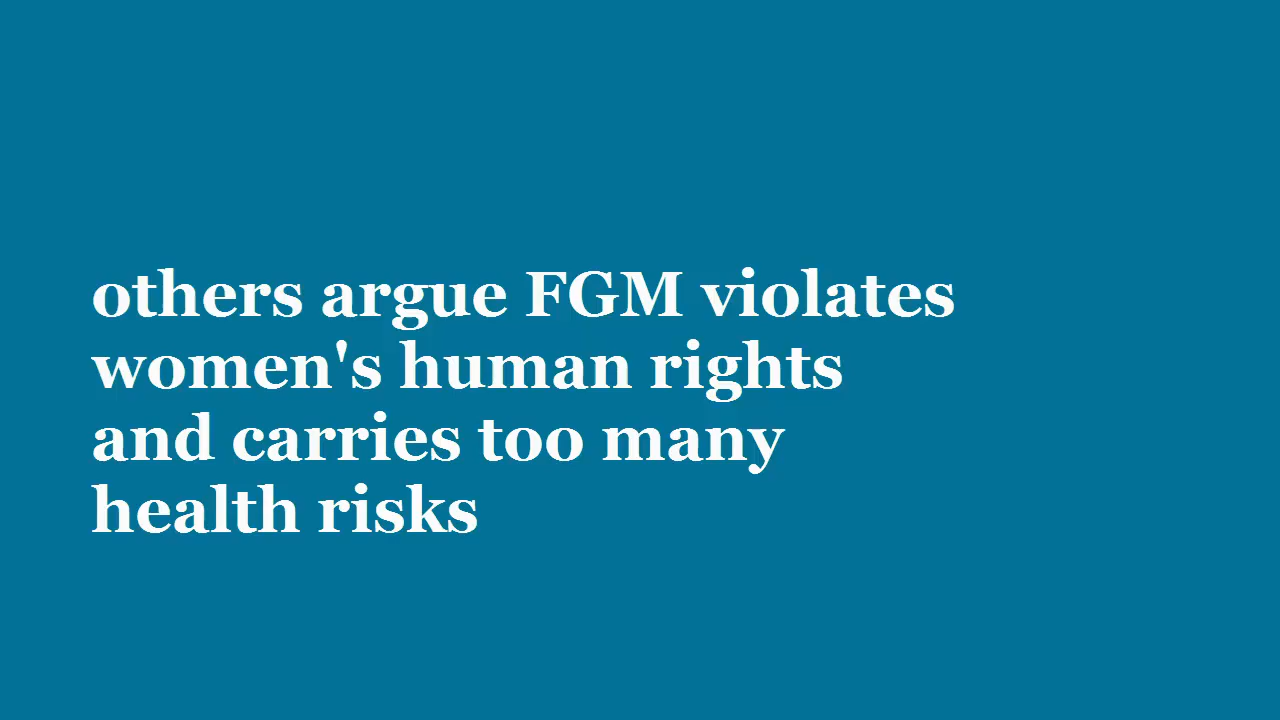 others argue FGM violates
women's human rights
and carries too many
health risks